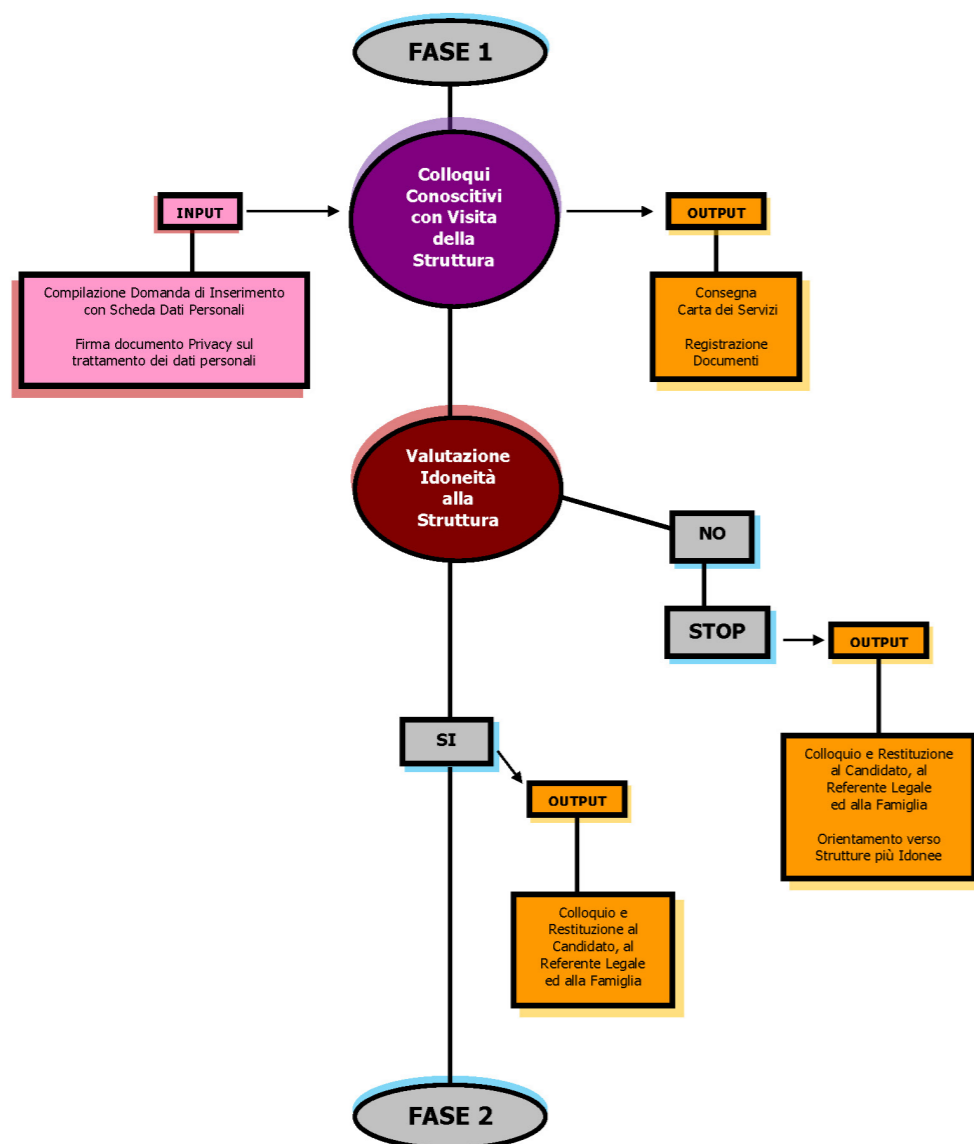 FASE 1
Colloqui
Conoscitivi
con Visita
della
Struttura
INPUT
Compilazione Domanda di Inserimento
con Scheda Dati Personali
Firma documento Privacy sul
trattamento dei dati personali
OUTPUT
Consegna
Carta dei Servizi
Registrazione
Documenti
Valutazione
Idoneità
alla
Struttura
NO
STOP
OUTPUT
Colloquio e Restituzione
al Candidato, al
Referente Legale
ed alla Famiglia
Orientamento verso
Strutture più Idonee
SI
OUTPUT
Colloquio e
Restituzione al
Candidato, al
Referente Legale
ed alla Famiglia
FASE 2